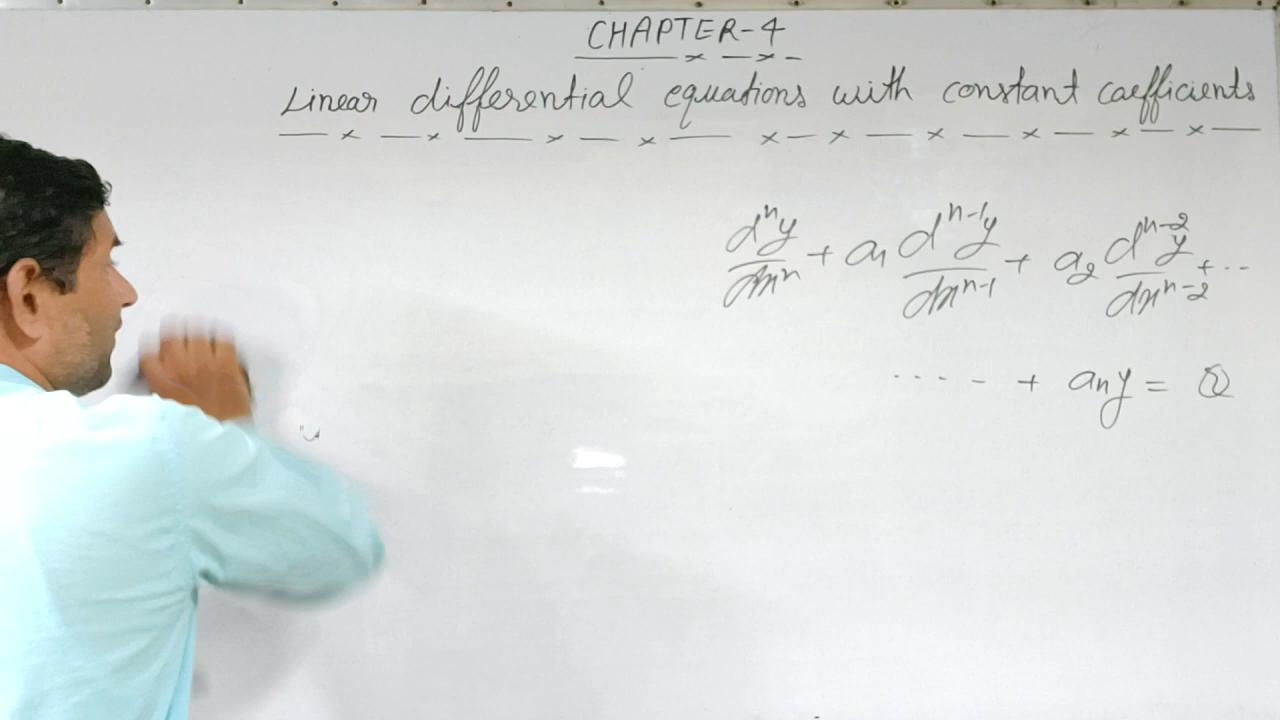 CHAPTER-4
Linear differential equations with constant caefficients
dⁿy/dxⁿ + a₁ dⁿ⁻¹y/dxⁿ⁻¹ + a₂ dⁿ⁻²y/dxⁿ⁻² + ..
.... - + aₙy = Q